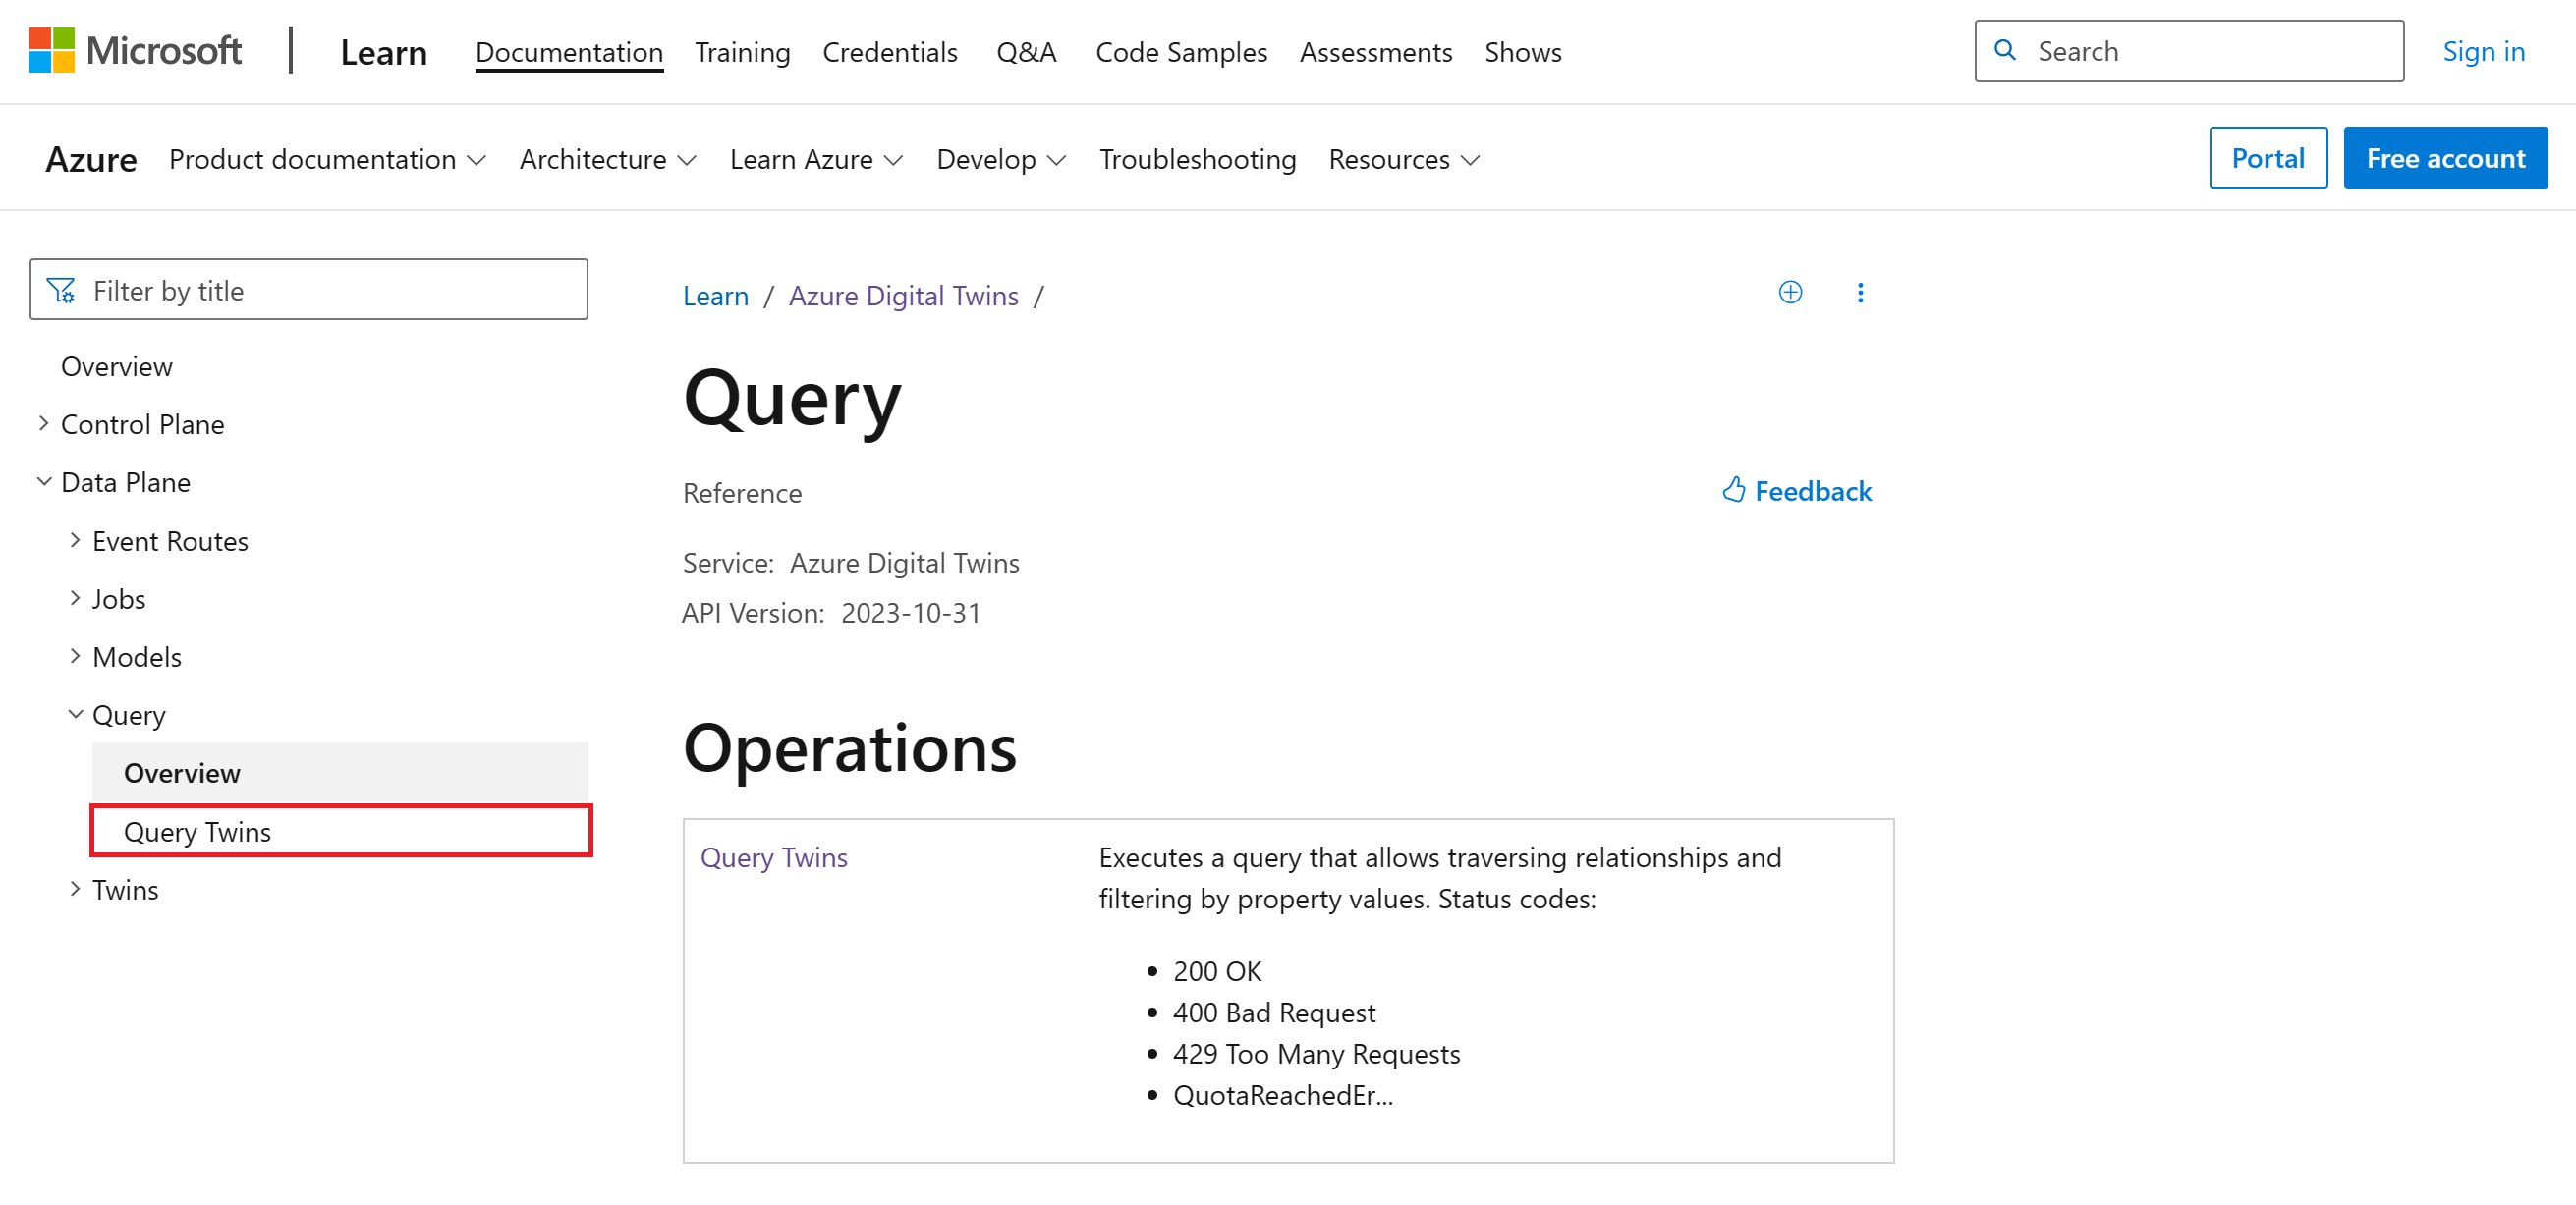 Microsoft | Learn Documentation Training Credentials Q&A Code Samples Assessments Shows Search Sign in
Azure Product documentation Architecture Learn Azure Develop Troubleshooting Resources Portal Free account
Filter by title
Overview
Control Plane
Data Plane
Event Routes
Jobs
Models
Query
Overview
Query Twins
Twins
Learn / Azure Digital Twins /
Query
Reference
Feedback
Service: Azure Digital Twins
API Version: 2023-10-31
Operations
Query Twins
Executes a query that allows traversing relationships and
filtering by property values. Status codes:
• 200 OK
• 400 Bad Request
• 429 Too Many Requests
• QuotaReachedEr...